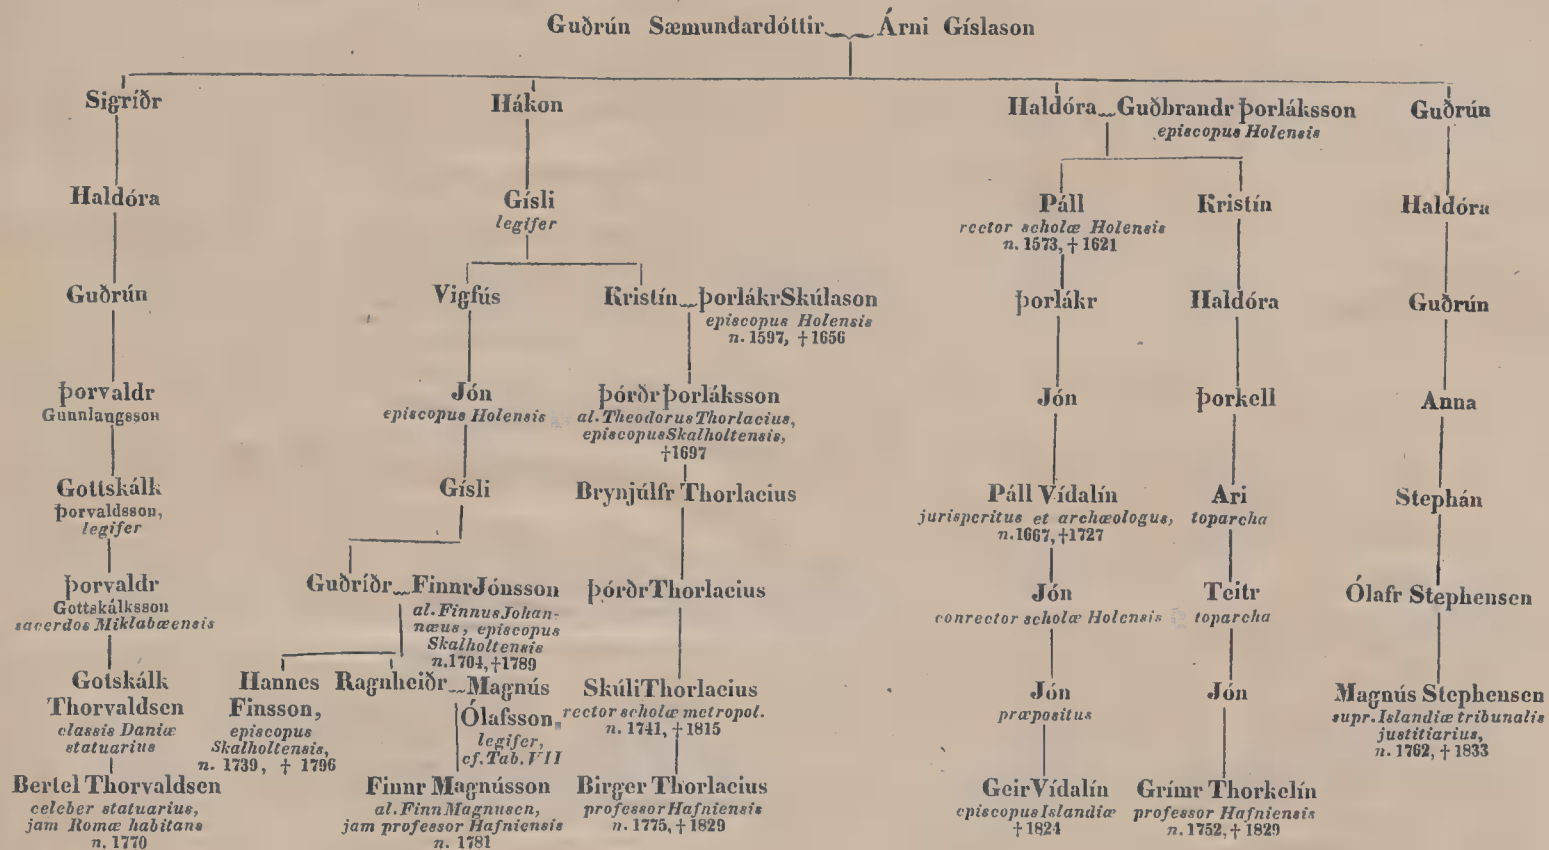 Guðrún Sæmundardóttir Árni Gíslason
Sigríðr
Hákon
Haldóra Guðbrandr Þorláksson
episcopus Holensis
Guðrún
Haldóra
Gísli
legifer
Páll
rector scholæ Holensis
n. 1573, † 1621
Kristín
Haldóra
Guðrún
Vigfús
Kristín Þorlákr Skúlason
episcopus Holensis
n. 1597, † 1656
Þorlákr
Haldóra
Guðrún
Þorvaldr
Gunnlangsson
Jón
episcopus Holensis
Þórðr Þorláksson
al. Theodorus Thorlacius,
episcopus Skalholtensis,
†1697
Jón
Þorkell
Anna
Gottskálk
Þorvaldsson,
legifer
Gísli
Brynjúlfr Thorlacius
Páll Vídalín
jurisperitus et archæologus,
n. 1667, †1727
Ari
toparcha
Stephán
Þorvaldr
Gottskálksson
sacerdos Miklabæensis
Guðríðr Finnr Jónsson
al. Finnus Johan-
næus, episcopus
Skalholtensis
n. 1704, †1789
Þórðr Thorlacius
Jón
conrector scholæ Holensis
Teitr
toparcha
Ólafr Stephensen
Gotskálk
Thorvaldsen
classis Daniæ
statuarius
Hannes
Finsson,
episcopus
Skalholtensis,
n. 1739, † 1796
Ragnheiðr Magnús
Ólafsson,
legifer,
cf. Tab. VII
Skúli Thorlacius
rector scholæ metropol.
n. 1741, † 1815
Jón
præpositus
Jón
Magnús Stephensen
supr. Islandiæ tribunalis
justitiarius,
n. 1762, † 1833
Bertel Thorvaldsen
celeber statuarius,
jam Romæ habitans
n. 1770
Finnr Magnússon
al. Finn Magnusen,
jam professor Hafniensis
n. 1781
Birger Thorlacius
professor Hafniensis
n. 1775, † 1829
Geir Vídalín
episcopus Islandiæ
† 1824
Grímr Thorkelín
professor Hafniensis
n. 1752, † 1829